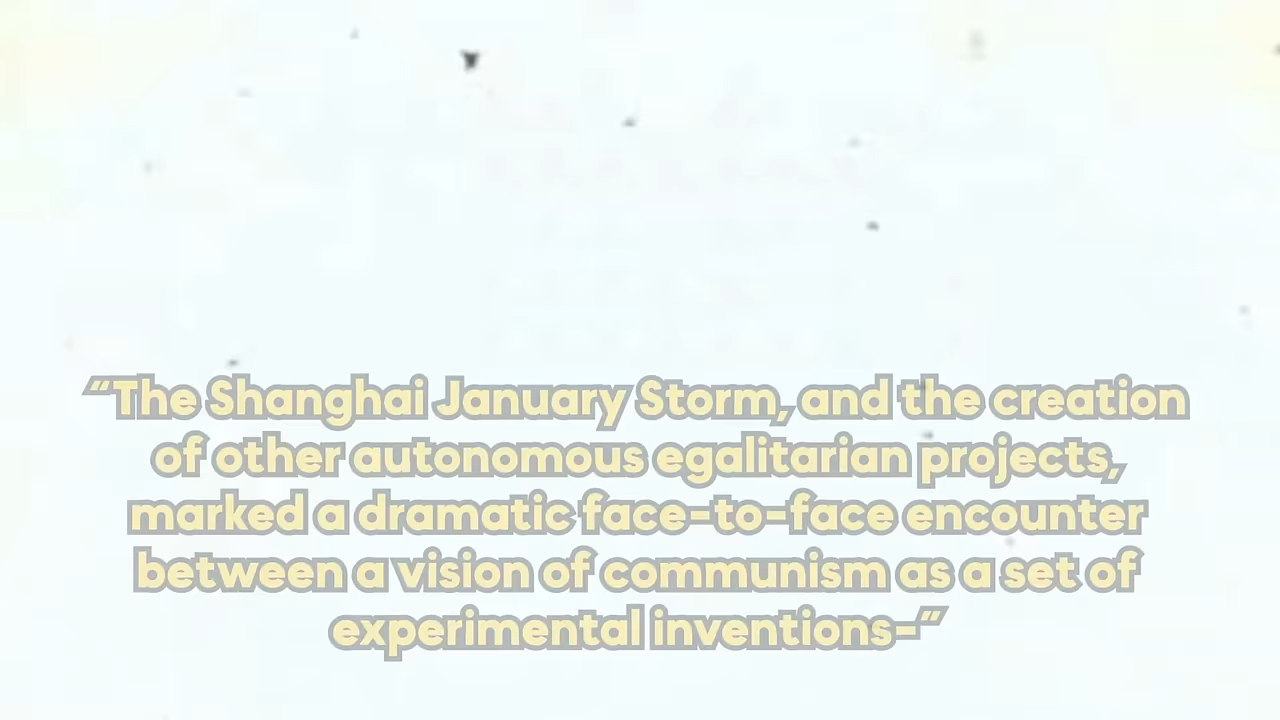 “The Shanghai January Storm, and the creation
of other autonomous egalitarian projects,
marked a dramatic face-to-face encounter
between a vision of communism as a set of
experimental inventions-”